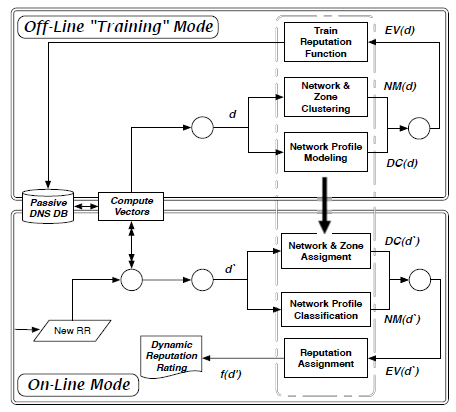 Off-Line "Training" Mode
Train
Reputation
Function
EV(d)
Network &
Zone
Clustering
NM(d)
d
Network Profile
Modeling
DC(d)
Passive
DNS DB
Compute
Vectors
Network & Zone
Assigment
DC(d`)
d`
Network Profile
Classification
NM(d`)
New RR
Dynamic
Reputation
Rating
f(d')
Reputation
Assignment
EV(d`)
On-Line Mode